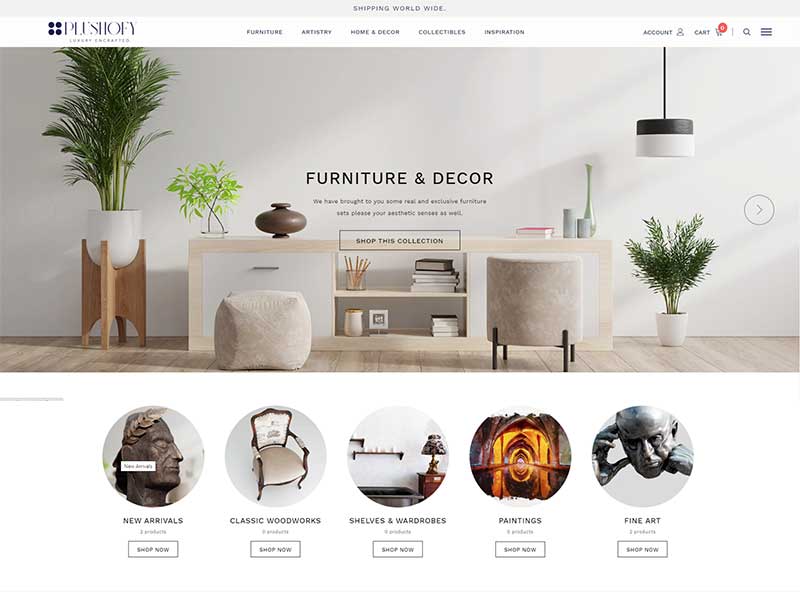 SHIPPING WORLD WIDE.
PLUSHOFY
LUXURY ENCRAFTED
FURNITURE
ARTISTRY
HOME & DECOR
COLLECTIBLES
INSPIRATION
ACCOUNT
CART
0
FURNITURE & DECOR
We have brought to you some real and exclusive furniture
sets please your aesthetic senses as well.
SHOP THIS COLLECTION
art
New Arrivals
NEW ARRIVALS
CLASSIC WOODWORKS
SHELVES & WARDROBES
PAINTINGS
FINE ART
2 products
0 products
0 products
2 products
2 products
SHOP NOW
SHOP NOW
SHOP NOW
SHOP NOW
SHOP NOW